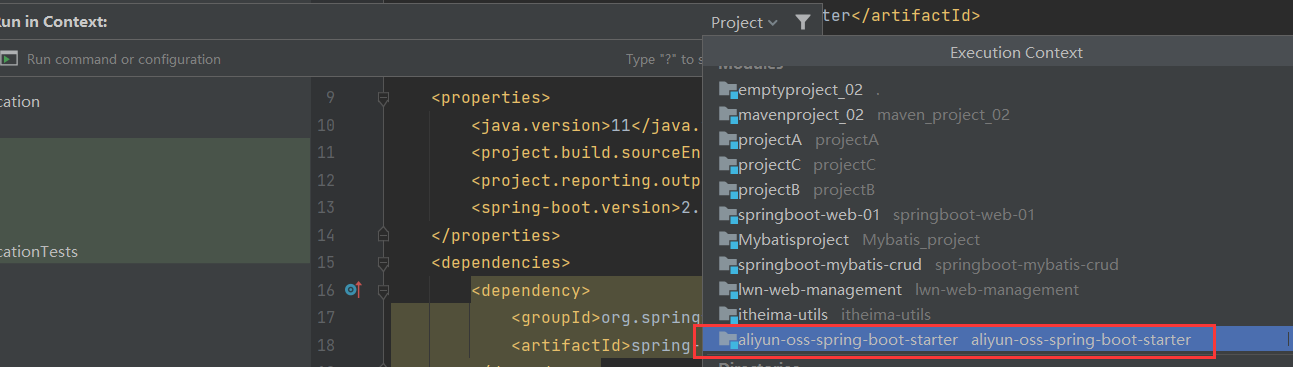 Run in Context:
Project
ter</artifactId>
Run command or configuration
Type "?" to s
Execution Context
Modules
cation
9 <properties>
emptyproject_02 .
10 <java.version>11</java.
mavenproject_02 maven_project_02
11 <project.build.sourceEn
projectA projectA
12 <project.reporting.outp
projectC projectC
13 <spring-boot.version>2.
projectB projectB
14 </properties>
springboot-web-01 springboot-web-01
cationTests
15 <dependencies>
Mybatisproject Mybatis_project
16 <dependency>
springboot-mybatis-crud springboot-mybatis-crud
17 <groupId>org.spring
lwn-web-management lwn-web-management
18 <artifactId>spring-
itheima-utils itheima-utils
aliyun-oss-spring-boot-starter aliyun-oss-spring-boot-starter
Directories